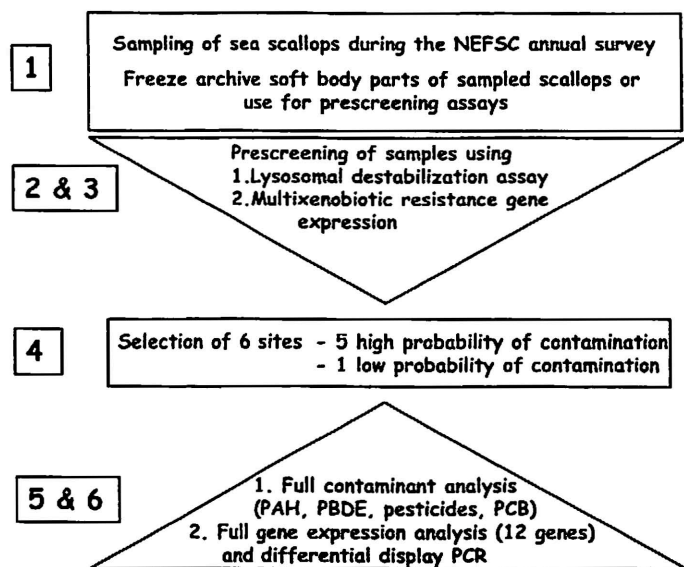 1
Sampling of sea scallops during the NEFSC annual survey
Freeze archive soft body parts of sampled scallops or
use for prescreening assays
2 & 3
Prescreening of samples using
1.Lysosomal destabilization assay
2.Multixenobiotic resistance gene
expression
4
Selection of 6 sites - 5 high probability of contamination
- 1 low probability of contamination
5 & 6
1. Full contaminant analysis
(PAH, PBDE, pesticides, PCB)
2. Full gene expression analysis (12 genes)
and differential display PCR